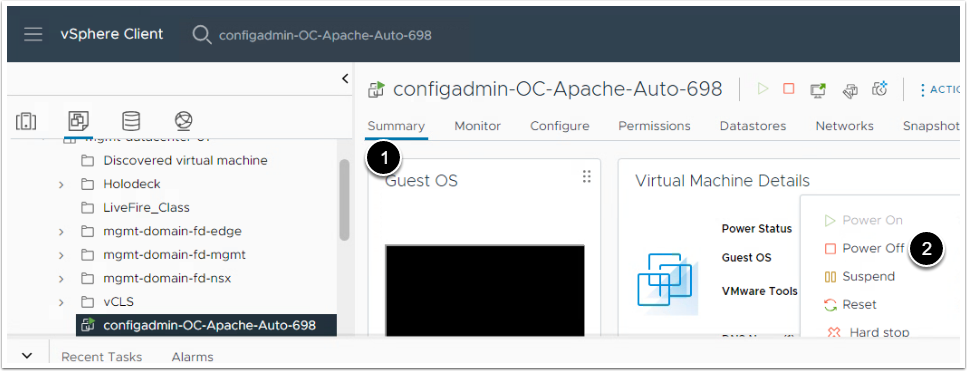 vSphere Client
configadmin-OC-Apache-Auto-698
configadmin-OC-Apache-Auto-698
ACTIO
Summary
Monitor
Configure
Permissions
Datastores
Networks
Snapshot
1
mgmt-datacenter-01
Discovered virtual machine
Holodeck
LiveFire_Class
mgmt-domain-fd-edge
mgmt-domain-fd-mgmt
mgmt-domain-fd-nsx
vCLS
configadmin-OC-Apache-Auto-698
Guest OS
Virtual Machine Details
Power Status
Guest OS
VMware Tools
Power On
Power Off
2
Suspend
Reset
Hard stop
Recent Tasks
Alarms